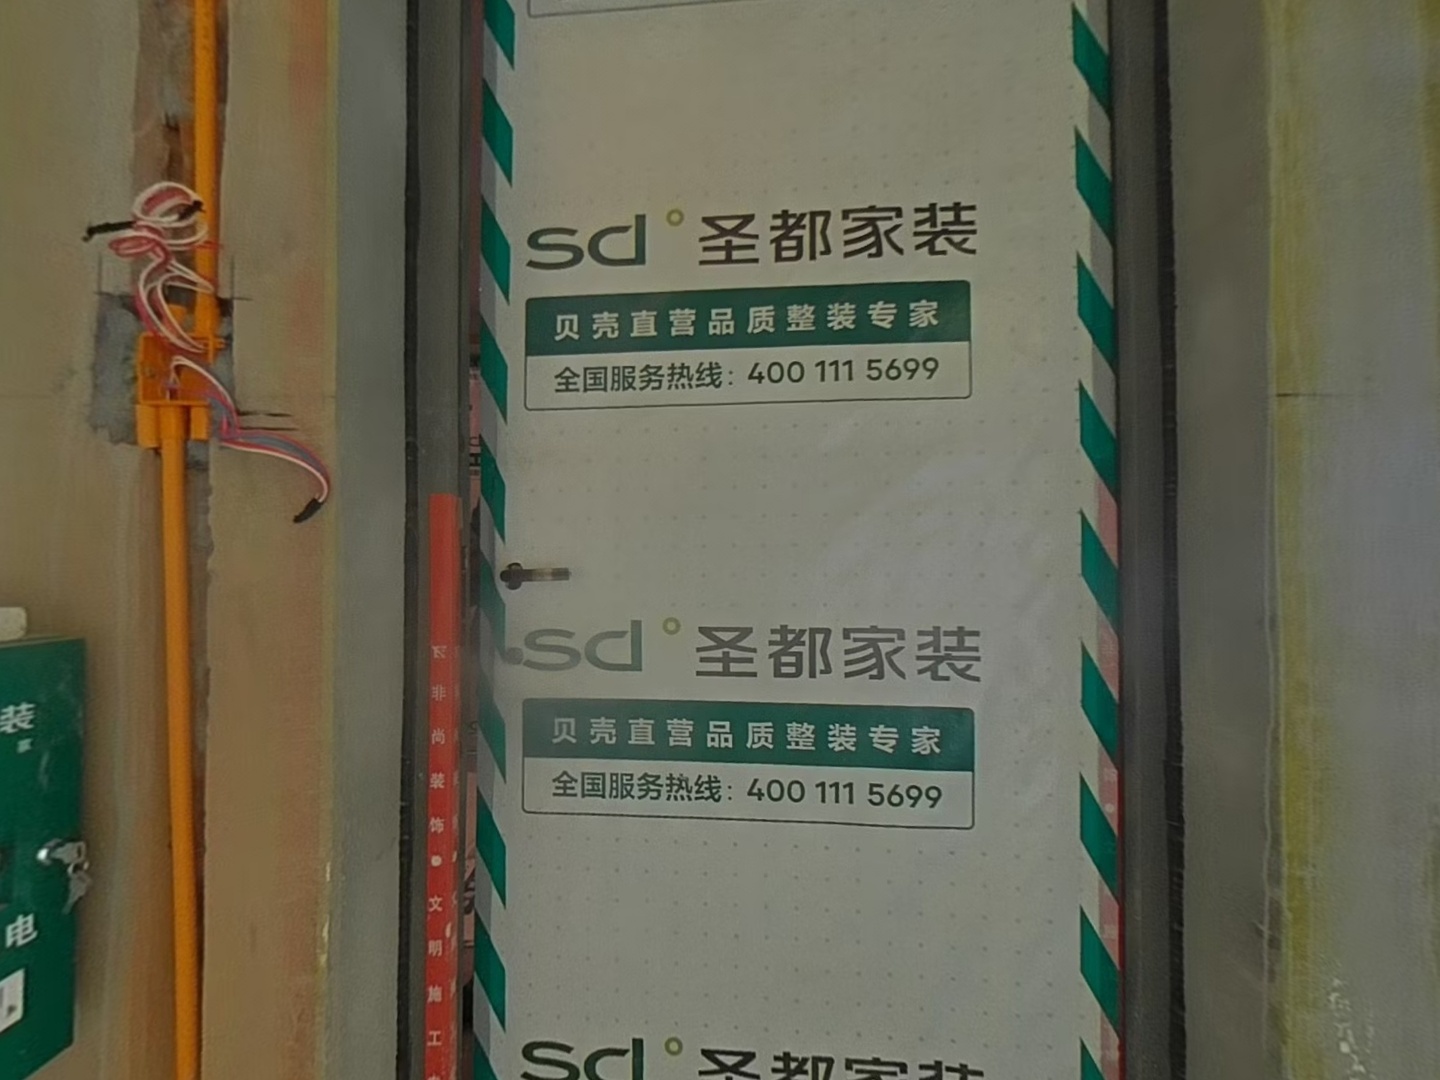 sd°圣都家装
贝壳直营品质整装专家
全国服务热线：400 111 5699
sd°圣都家装
贝壳直营品质整装专家
全国服务热线：400 111 5699
sd°圣都家装
非尚装饰●文明施工
装
家
电